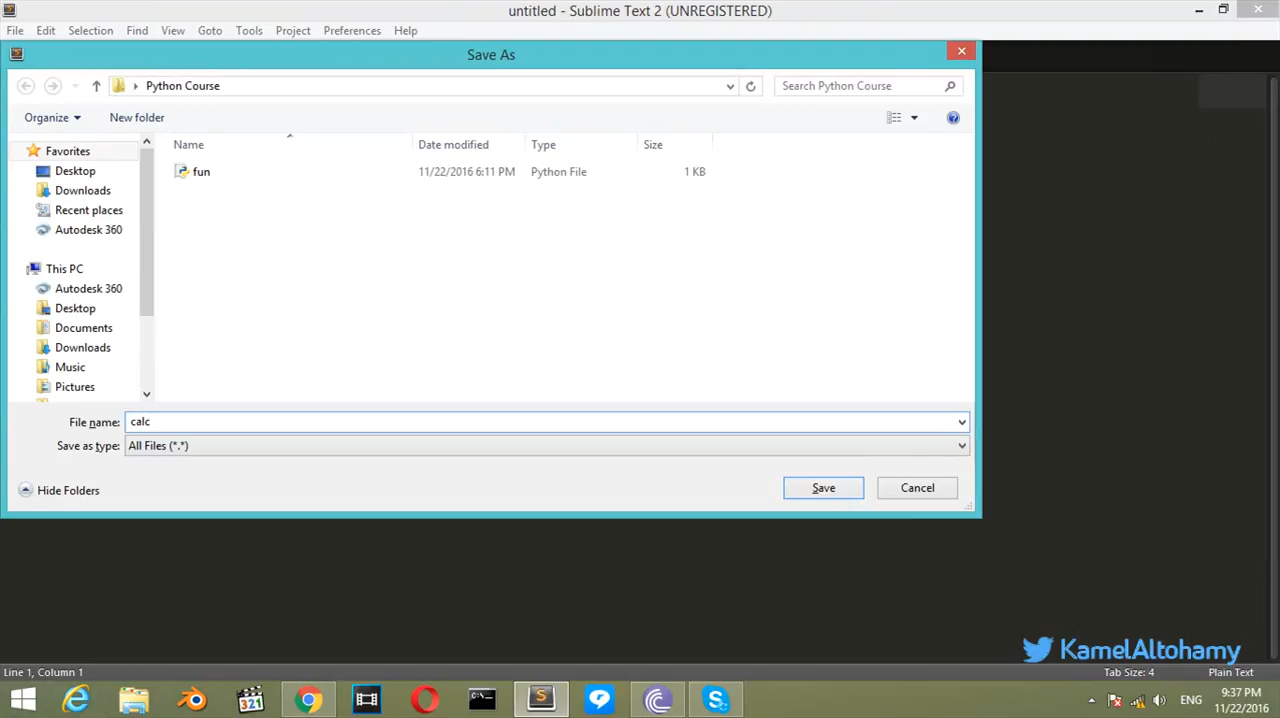 untitled - Sublime Text 2 (UNREGISTERED)
File Edit Selection Find View Goto Tools Project Preferences Help
Save As
Python Course
Search Python Course
Organize New folder
Name Date modified Type Size
fun 11/22/2016 6:11 PM Python File 1 KB
Favorites
Desktop
Downloads
Recent places
Autodesk 360
This PC
Autodesk 360
Desktop
Documents
Downloads
Music
Pictures
File name: calc
Save as type: All Files (*.*)
Hide Folders Save Cancel
KamelAltohamy
Line 1, Column 1 Tab Size: 4 Plain Text
321
ENG 9:37 PM
11/22/2016